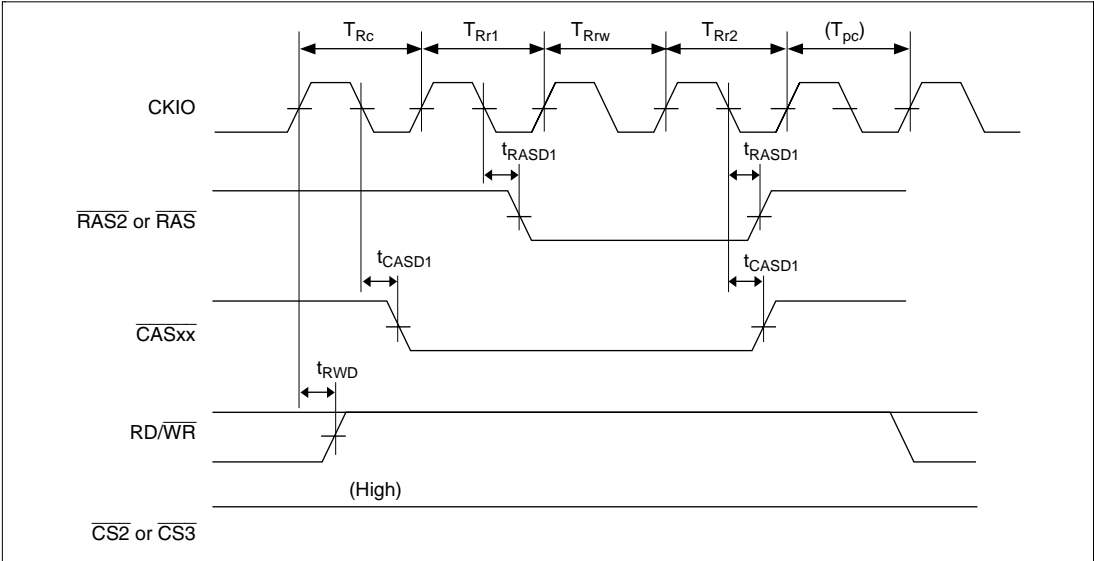 TRc TRr1 TRrw TRr2 (Tpc)
CKIO
tRASD1 tRASD1
RAS2 or RAS
tCASD1 tCASD1
CASxx
tRWD
RD/WR
(High)
CS2 or CS3